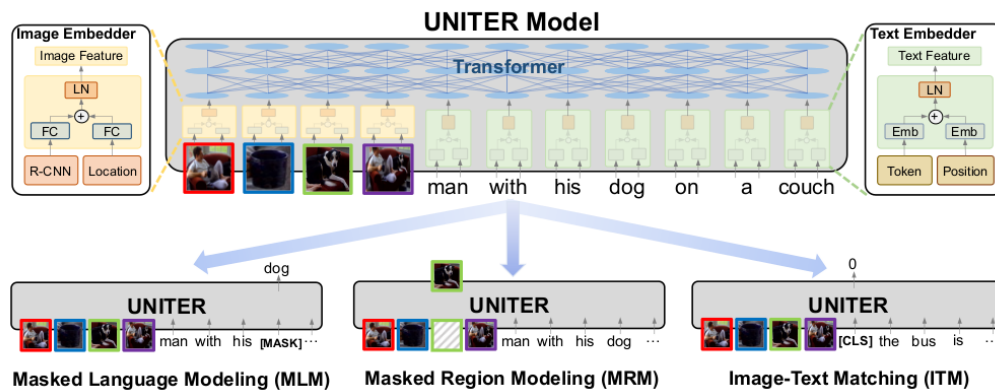 UNITER Model
Image Embedder
Image Feature
LN
FC
FC
R-CNN
Location
Transformer
man with his dog on a couch
Text Embedder
Text Feature
LN
Emb
Emb
Token
Position
dog
UNITER
man with his [MASK] ...
Masked Language Modeling (MLM)
UNITER
man with his dog ...
Masked Region Modeling (MRM)
0
UNITER
[CLS] the bus is ...
Image-Text Matching (ITM)